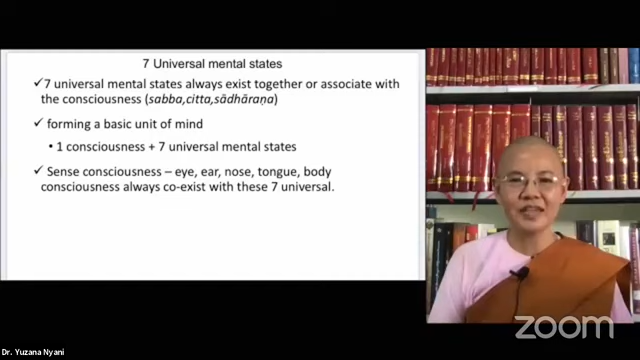 7 Universal mental states
✓7 universal mental states always exist together or associate with
the consciousness (sabba,citta,sādhāraṇa)
✓ forming a basic unit of mind
• 1 consciousness + 7 universal mental states
✓ Sense consciousness – eye, ear, nose, tongue, body
consciousness always co-exist with these 7 universal.
zoom
Dr. Yuzana Nyani